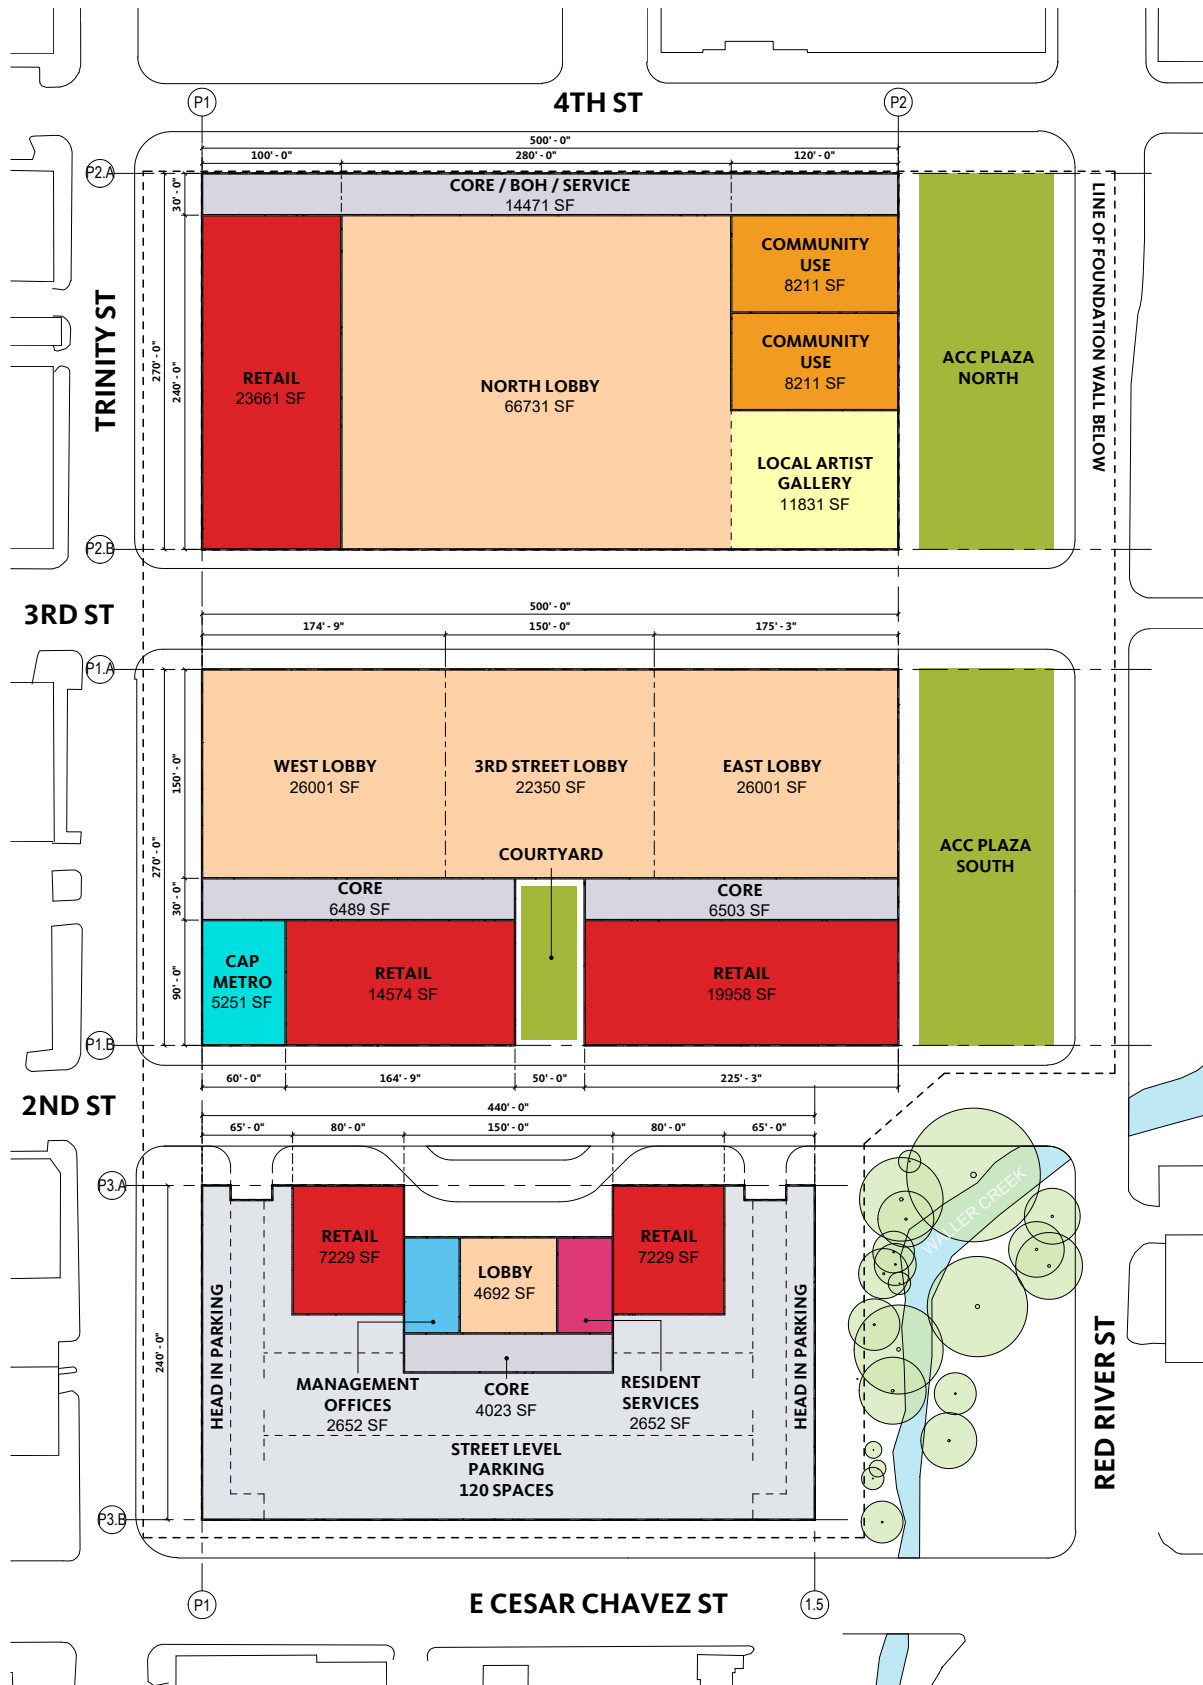 4TH ST
P1
P2
500' - 0"
100' - 0"
280' - 0"
120' - 0"
P2.A
30' - 0"
CORE / BOH / SERVICE
14471 SF
LINE OF FOUNDATION WALL BELOW
COMMUNITY
USE
8211 SF
TRINITY ST
270' - 0"
240' - 0"
RETAIL
23661 SF
NORTH LOBBY
66731 SF
COMMUNITY
USE
8211 SF
ACC PLAZA
NORTH
LOCAL ARTIST
GALLERY
11831 SF
P2.B
3RD ST
500' - 0"
174' - 9"
150' - 0"
175' - 3"
P1.A
270' - 0"
150' - 0"
WEST LOBBY
26001 SF
3RD STREET LOBBY
22350 SF
EAST LOBBY
26001 SF
COURTYARD
ACC PLAZA
SOUTH
30' - 0"
CORE
6489 SF
CORE
6503 SF
90' - 0"
CAP
METRO
5251 SF
RETAIL
14574 SF
RETAIL
19958 SF
P1.B
60' - 0"
164' - 9"
50' - 0"
225' - 3"
2ND ST
440' - 0"
65' - 0"
80' - 0"
150' - 0"
80' - 0"
65' - 0"
P3.A
RETAIL
7229 SF
RETAIL
7229 SF
LOBBY
4692 SF
WALLER CREEK
240' - 0"
HEAD IN PARKING
HEAD IN PARKING
MANAGEMENT
OFFICES
2652 SF
CORE
4023 SF
RESIDENT
SERVICES
2652 SF
STREET LEVEL
PARKING
120 SPACES
RED RIVER ST
P3.B
P1
E CESAR CHAVEZ ST
1.5